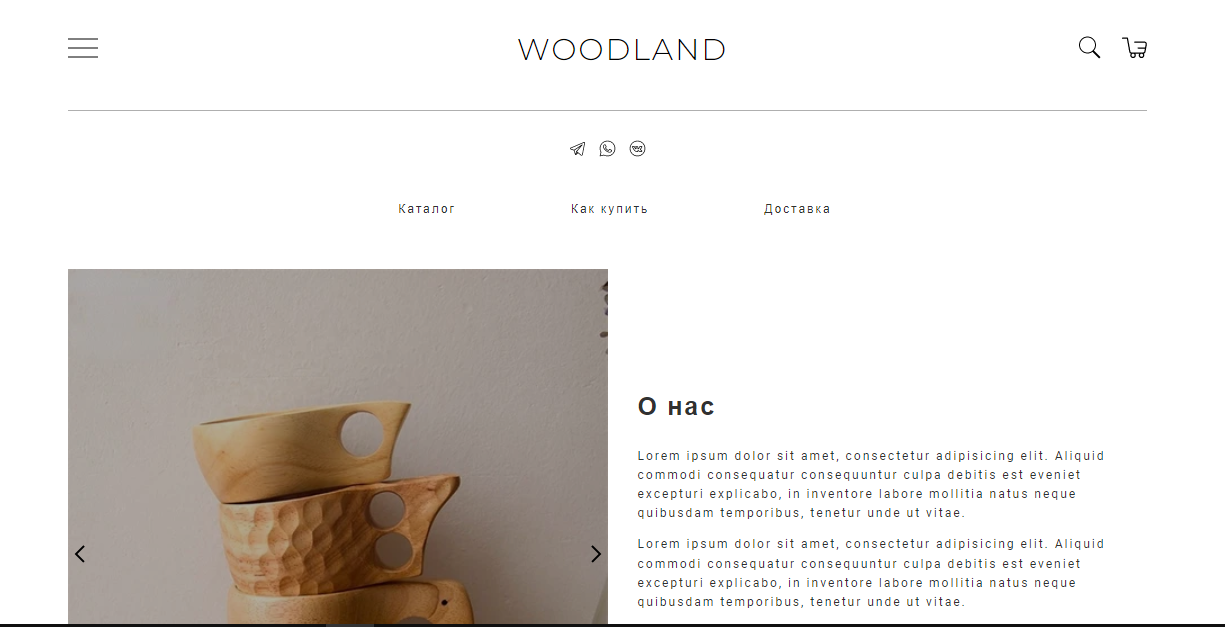 WOODLAND
Каталог
Как купить
Доставка
О нас
Lorem ipsum dolor sit amet, consectetur adipisicing elit. Aliquid
commodi consequatur consequuntur culpa debitis est eveniet
excepturi explicabo, in inventore labore mollitia natus neque
quibusdam temporibus, tenetur unde ut vitae.
Lorem ipsum dolor sit amet, consectetur adipisicing elit. Aliquid
commodi consequatur consequuntur culpa debitis est eveniet
excepturi explicabo, in inventore labore mollitia natus neque
quibusdam temporibus, tenetur unde ut vitae.